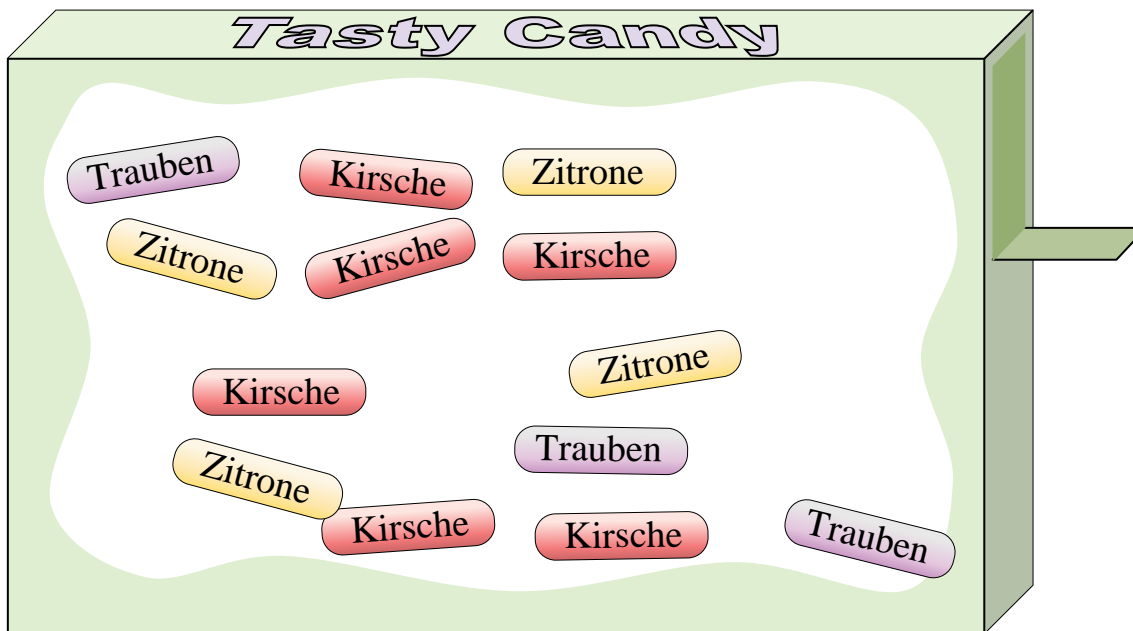 Tasty Candy
Trauben
Kirsche
Zitrone
Zitrone
Kirsche
Kirsche
Kirsche
Zitrone
Zitrone
Trauben
Kirsche
Kirsche
Trauben